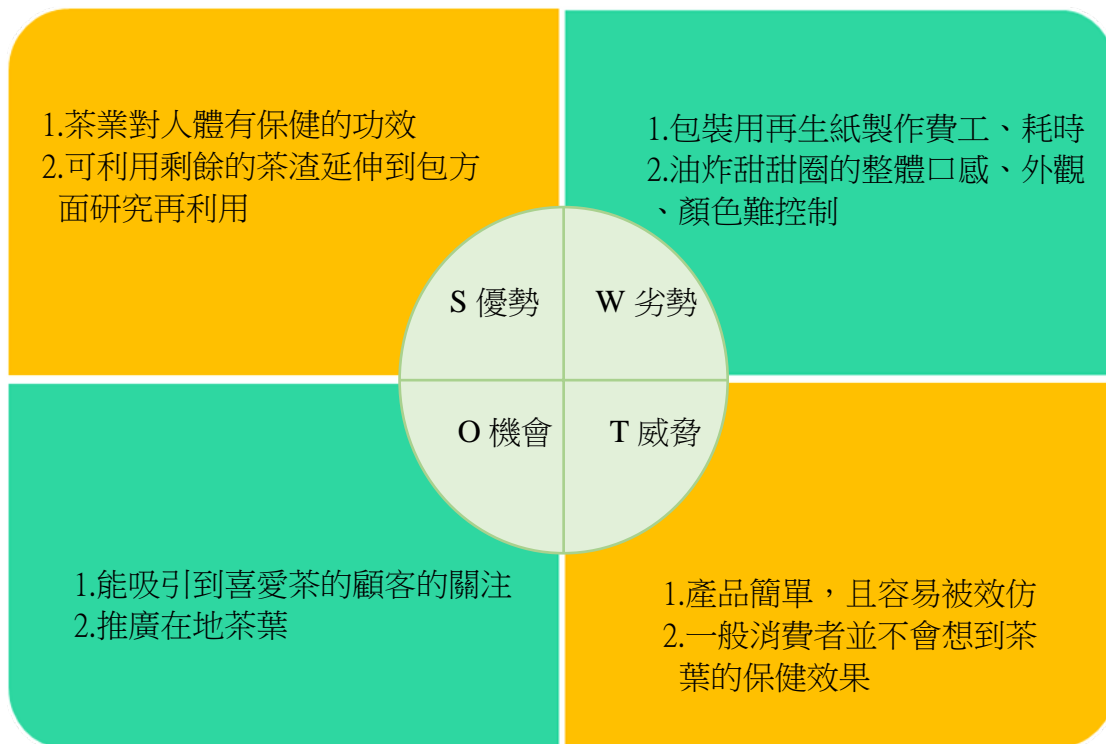 1.茶業對人體有保健的功效
2.可利用剩餘的茶渣延伸到包方
面研究再利用
1.包裝用再生紙製作費工、耗時
2.油炸甜甜圈的整體口感、外觀
、顏色難控制
S 優勢
W 劣勢
O 機會
T 威脅
1.能吸引到喜愛茶的顧客的關注
2.推廣在地茶葉
1.產品簡單，且容易被效仿
2.一般消費者並不會想到茶
葉的保健效果